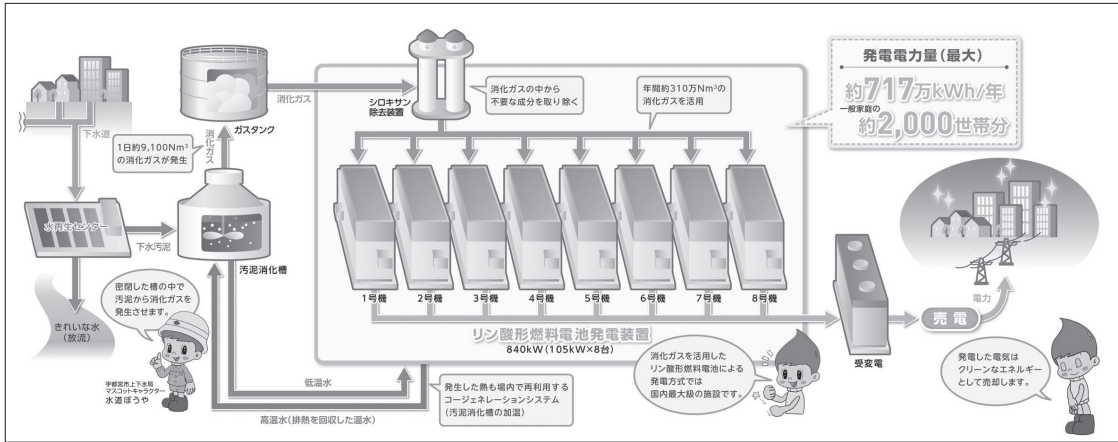 下水道
水再生センター
下水汚泥
きれいな水
(放流)
1日約9,100Nm³
の消化ガスが発生
消化ガス
ガスタンク
汚泥消化槽
密閉した槽の中で
汚泥から消化ガスを
発生させます。
宇都宮市上下水局
マスコットキャラクター
水道ぼうや
消化ガス
シロキサン
除去装置
消化ガスの中から
不要な成分を取り除く
年間約310万Nm³の
消化ガスを活用
1号機
2号機
3号機
4号機
5号機
6号機
7号機
8号機
リン酸形燃料電池発電装置
840kW(105kW×8台)
低温水
高温水(排熱を回収した温水)
発生した熱も場内で再利用する
コージェネレーションシステム
(汚泥消化槽の加温)
消化ガスを活用した
リン酸形燃料電池による
発電方式では
国内最大級の施設です。
発電電力量(最大)
約717万kWh/年
一般家庭の
約2,000世帯分
受変電
売電
電力
発電した電気は
クリーンなエネルギー
として売却します。